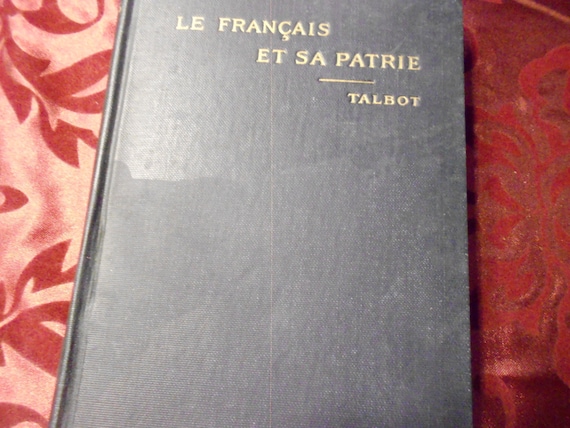 LE FRANÇAIS
ET SA PATRIE
TALBOT